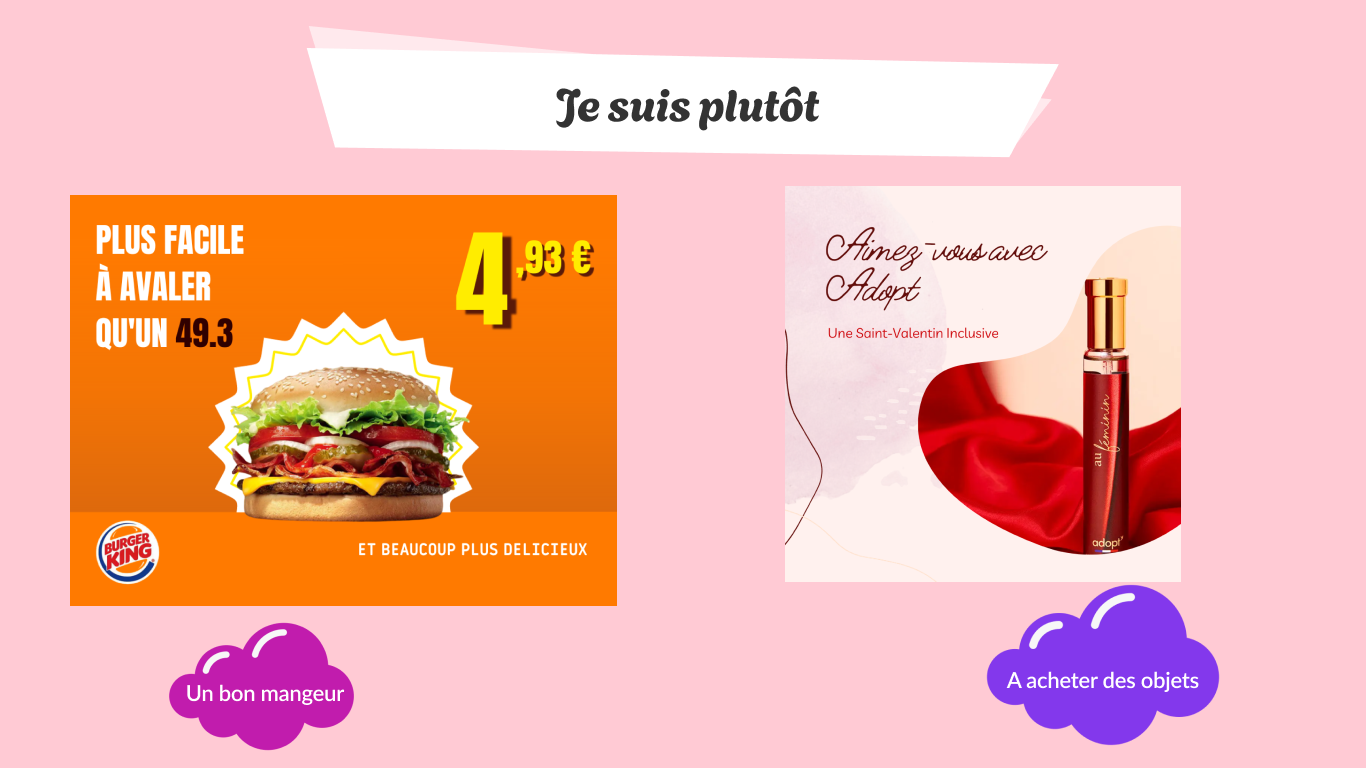 Je suis plutôt
PLUS FACILE
À AVALER
QU'UN 49.3
4,93 €
BURGER
KING
ET BEAUCOUP PLUS DELICIEUX
Un bon mangeur
Aimez-vous avec
Adopt
Une Saint-Valentin Inclusive
au féminin
adopt'
A acheter des objets